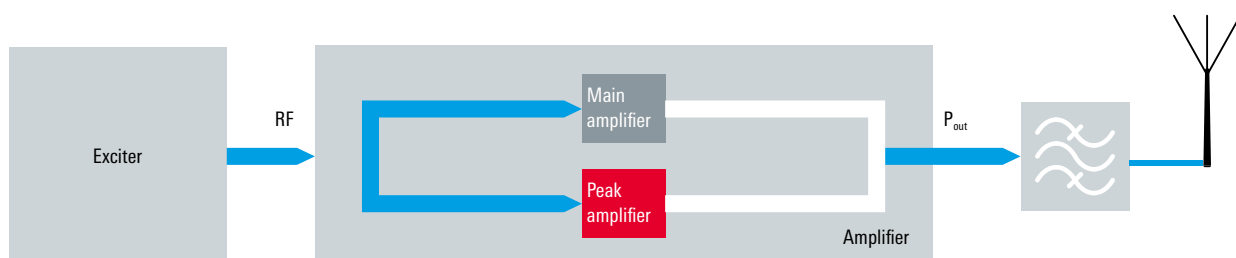 Exciter
RF
Main
amplifier
Peak
amplifier
Amplifier
Pout